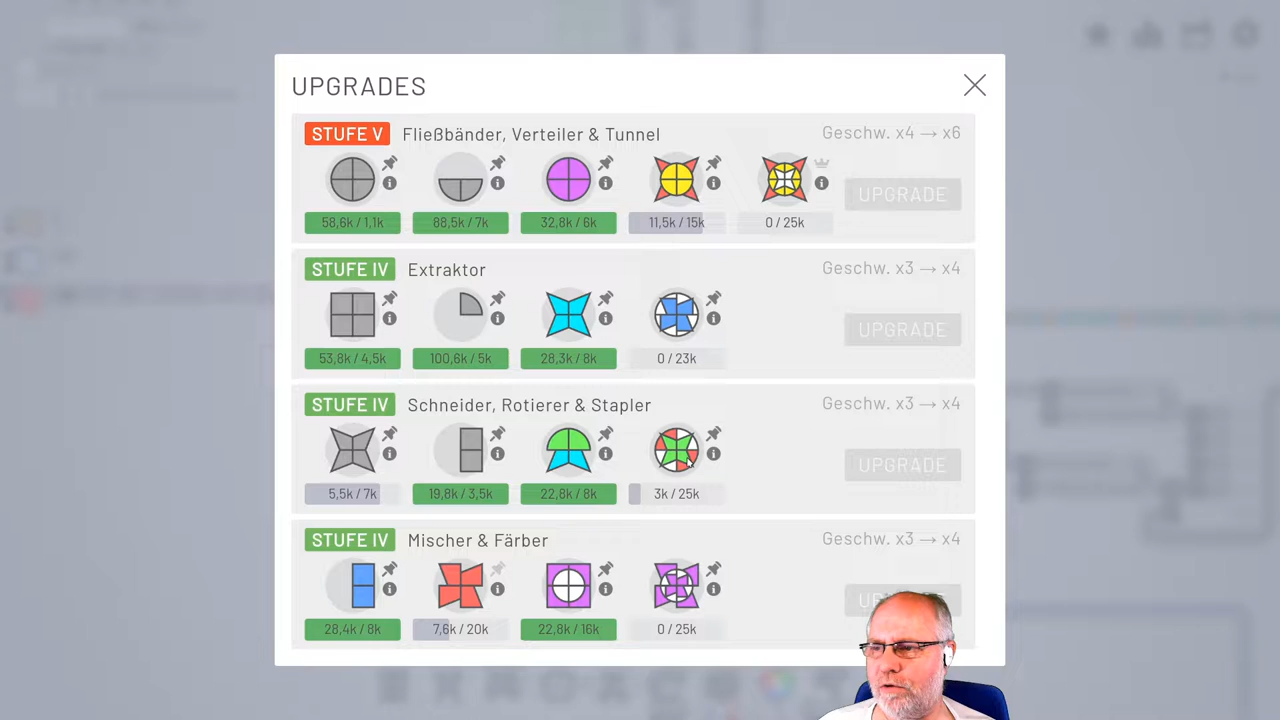 UPGRADES
STUFE V Fließbänder, Verteiler & Tunnel Geschw. x4 → x6
58,6k / 1,1k 88,5k / 7k 32,8k / 6k 11,5k / 15k 0 / 25k UPGRADE
STUFE IV Extraktor Geschw. x3 → x4
53,8k / 4,5k 100,6k / 5k 28,3k / 8k 0 / 23k UPGRADE
STUFE IV Schneider, Rotierer & Stapler Geschw. x3 → x4
5,5k / 7k 19,8k / 3,5k 22,8k / 8k 3k / 25k UPGRADE
STUFE IV Mischer & Färber Geschw. x3 → x4
28,4k / 8k 7,6k / 20k 22,8k / 16k 0 / 25k